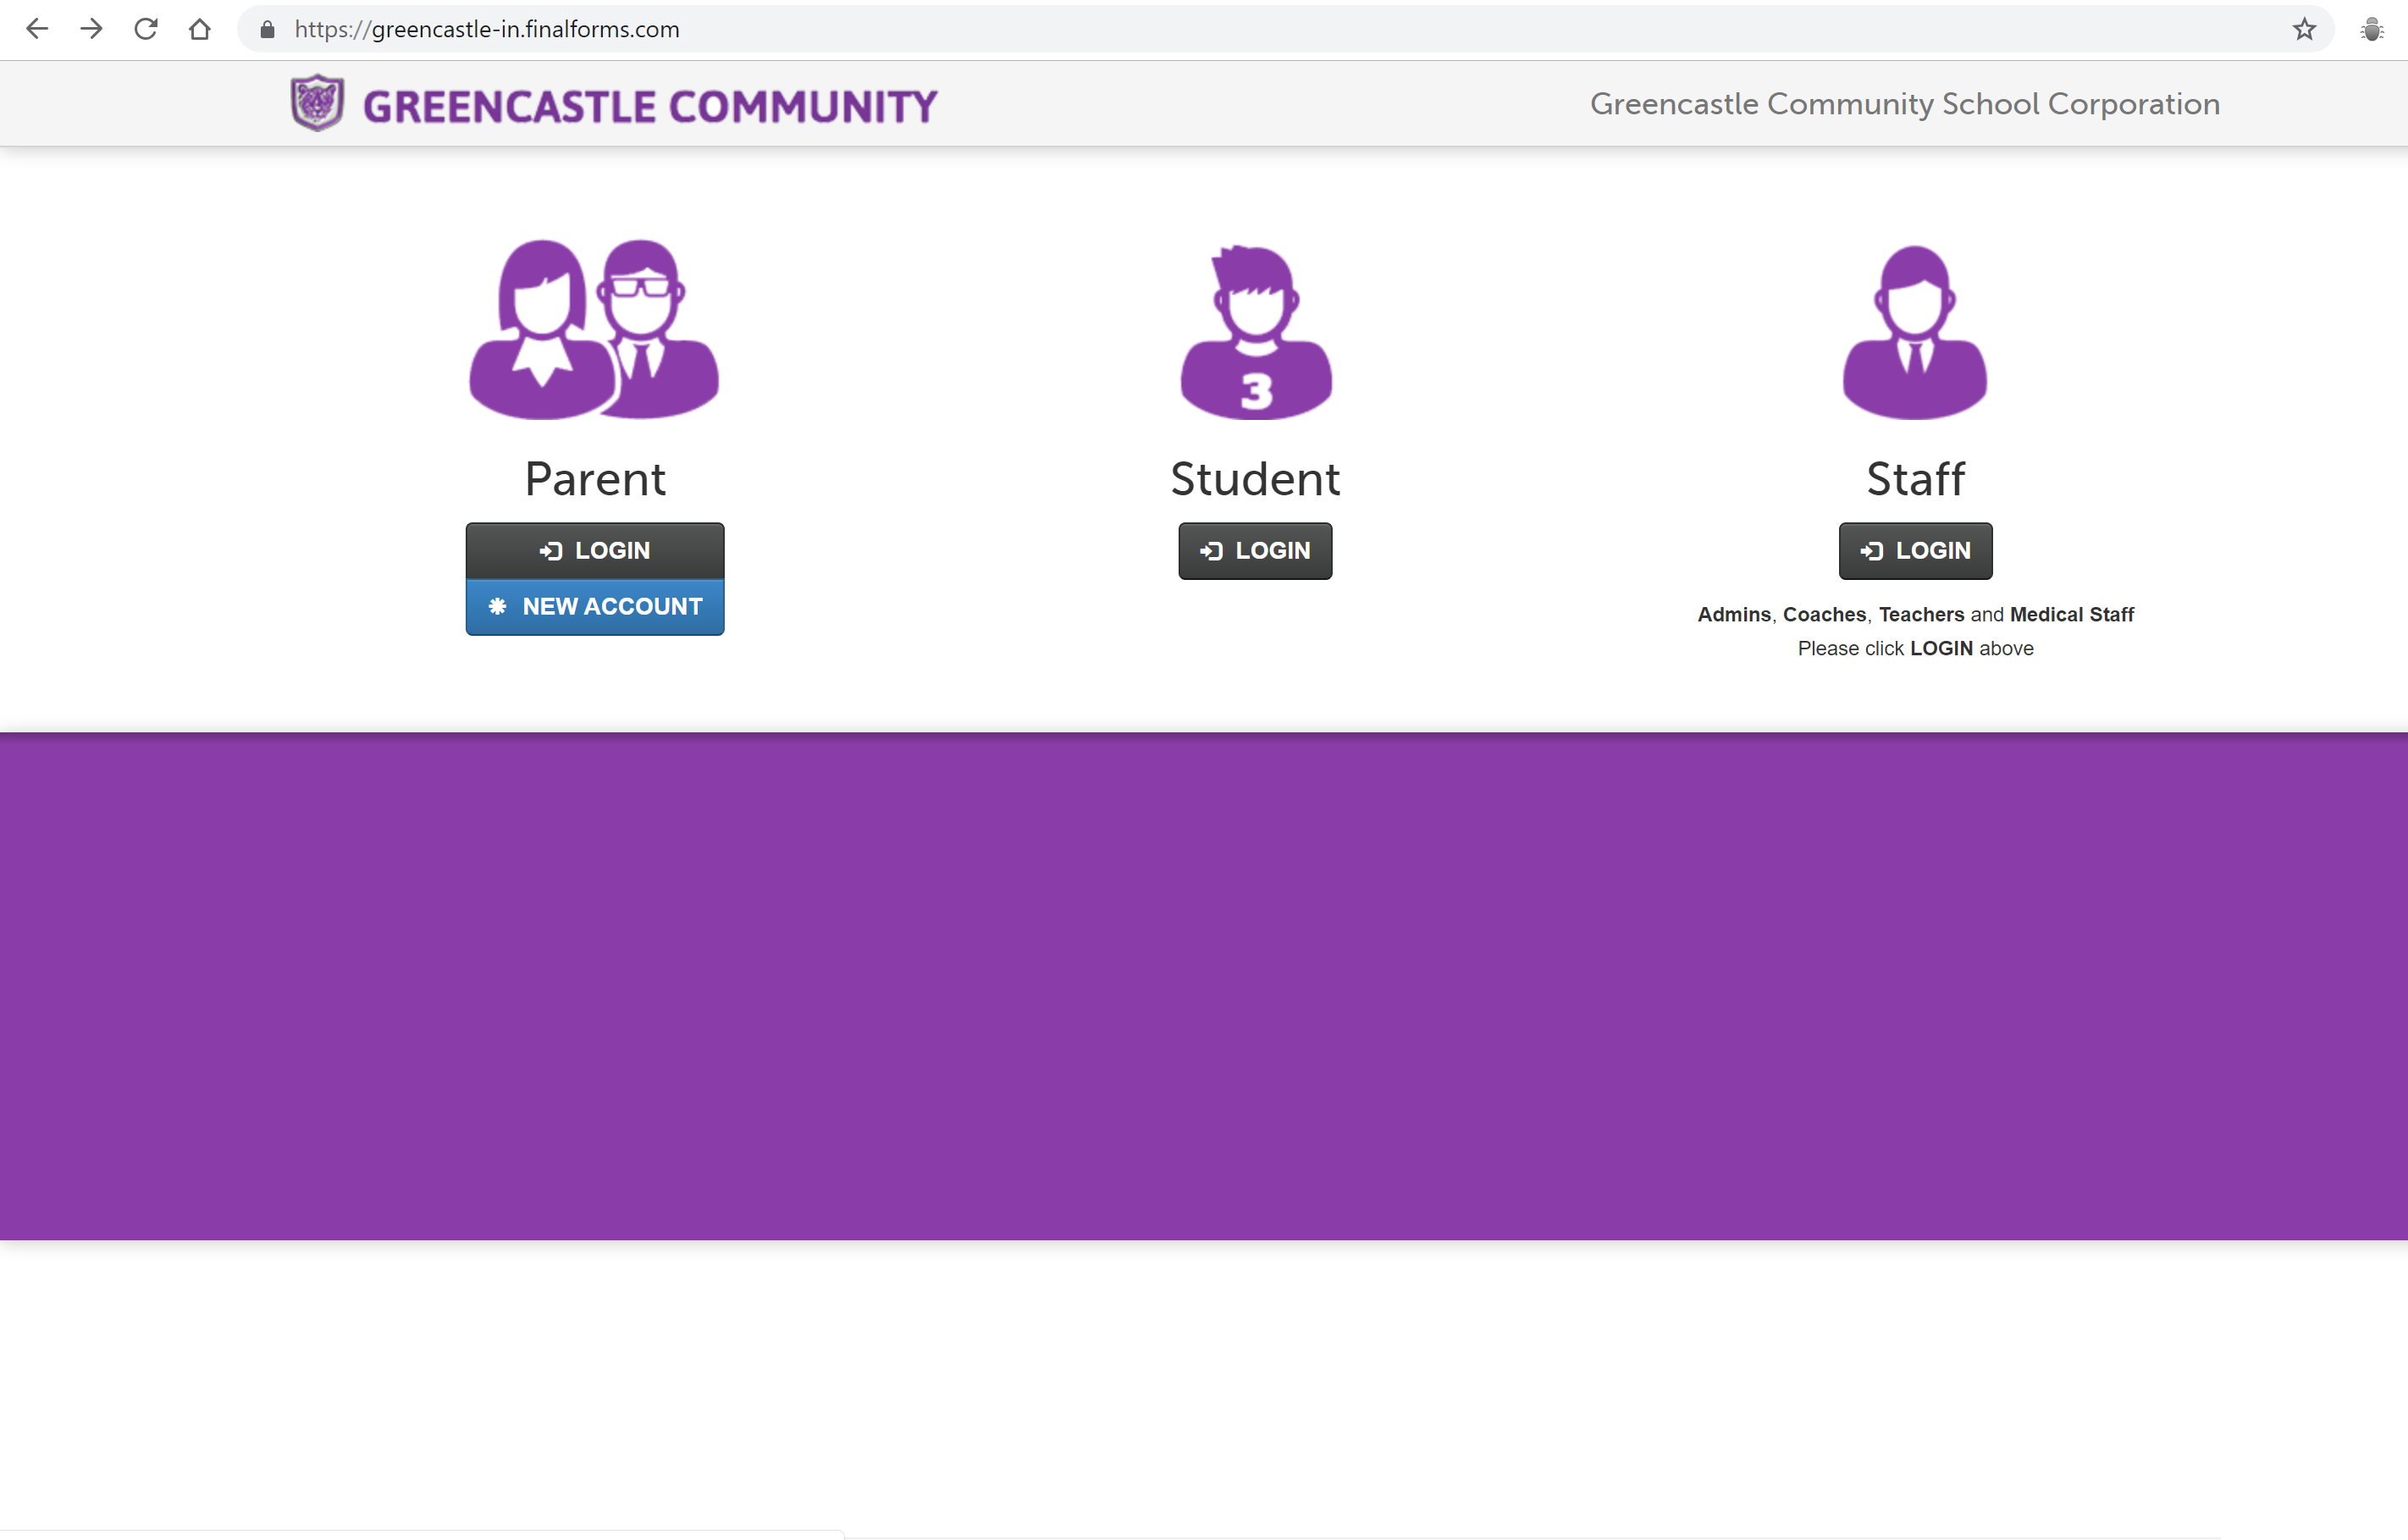 https://greencastle-in.finalforms.com
GREENCASTLE COMMUNITY
Greencastle Community School Corporation
3
Parent
LOGIN
NEW ACCOUNT
Student
LOGIN
Staff
LOGIN
Admins, Coaches, Teachers and Medical Staff
Please click LOGIN above